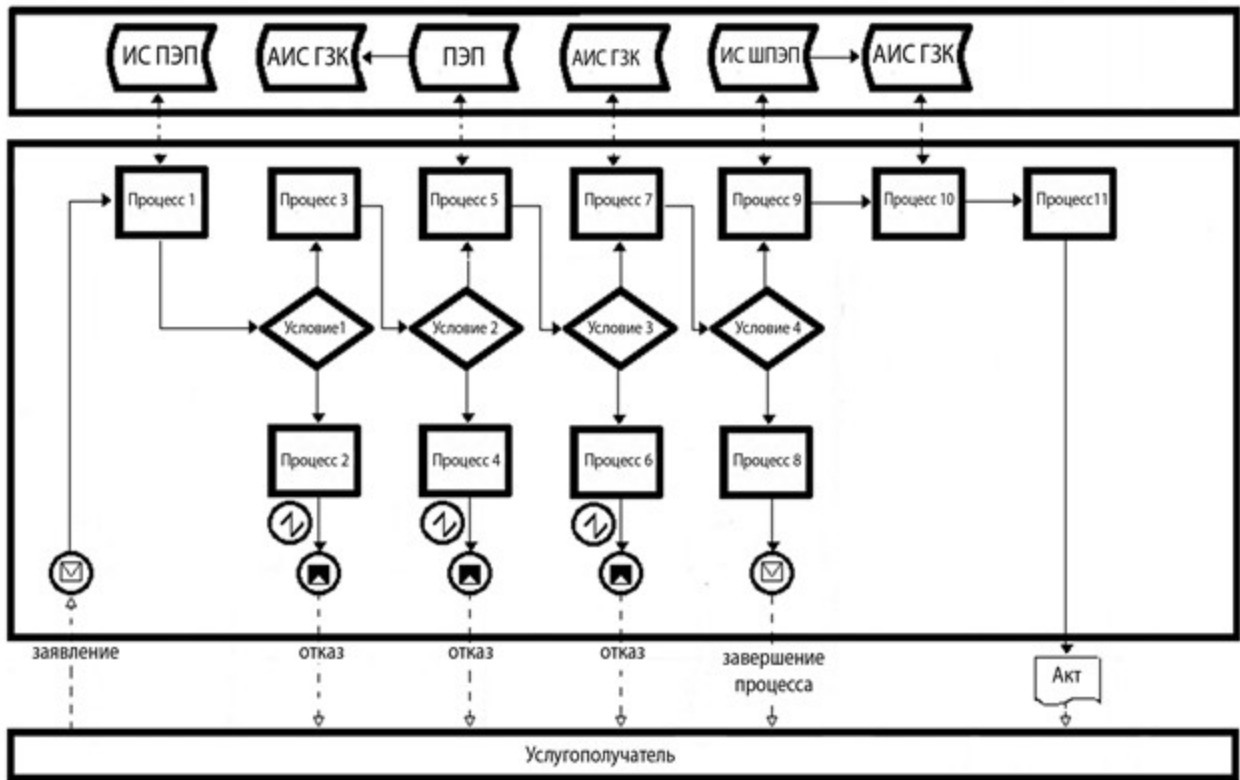 ИС ПЭП
АИС ГЗК
ПЭП
АИС ГЗК
ИС ШПЭП
АИС ГЗК
Процесс 1
Процесс 3
Процесс 5
Процесс 7
Процесс 9
Процесс 10
Процесс11
Условие1
Условие 2
Условие 3
Условие 4
Процесс 2
Процесс 4
Процесс 6
Процесс 8
заявление
отказ
отказ
отказ
завершение
процесса
Акт
Услугополучатель